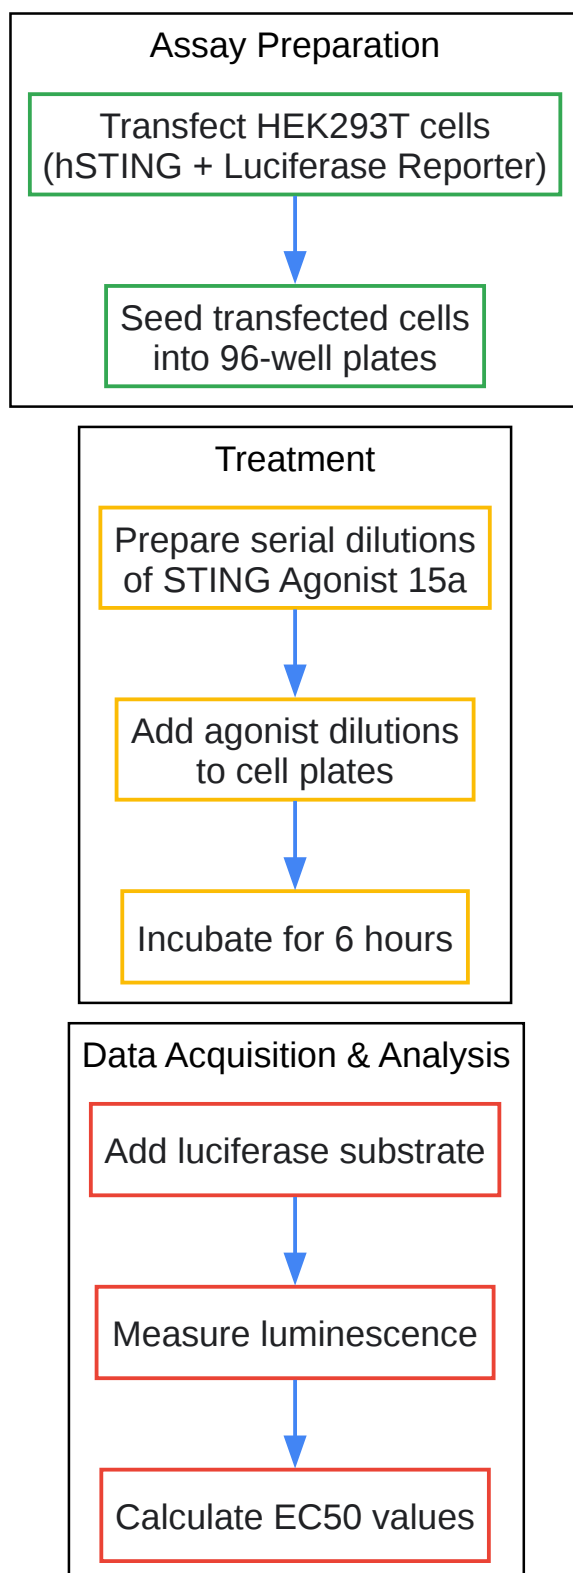 Assay Preparation
Transfect HEK293T cells
(hSTING + Luciferase Reporter)
Seed transfected cells
into 96-well plates
Treatment
Prepare serial dilutions
of STING Agonist 15a
Add agonist dilutions
to cell plates
Incubate for 6 hours
Data Acquisition & Analysis
Add luciferase substrate
Measure luminescence
Calculate EC50 values